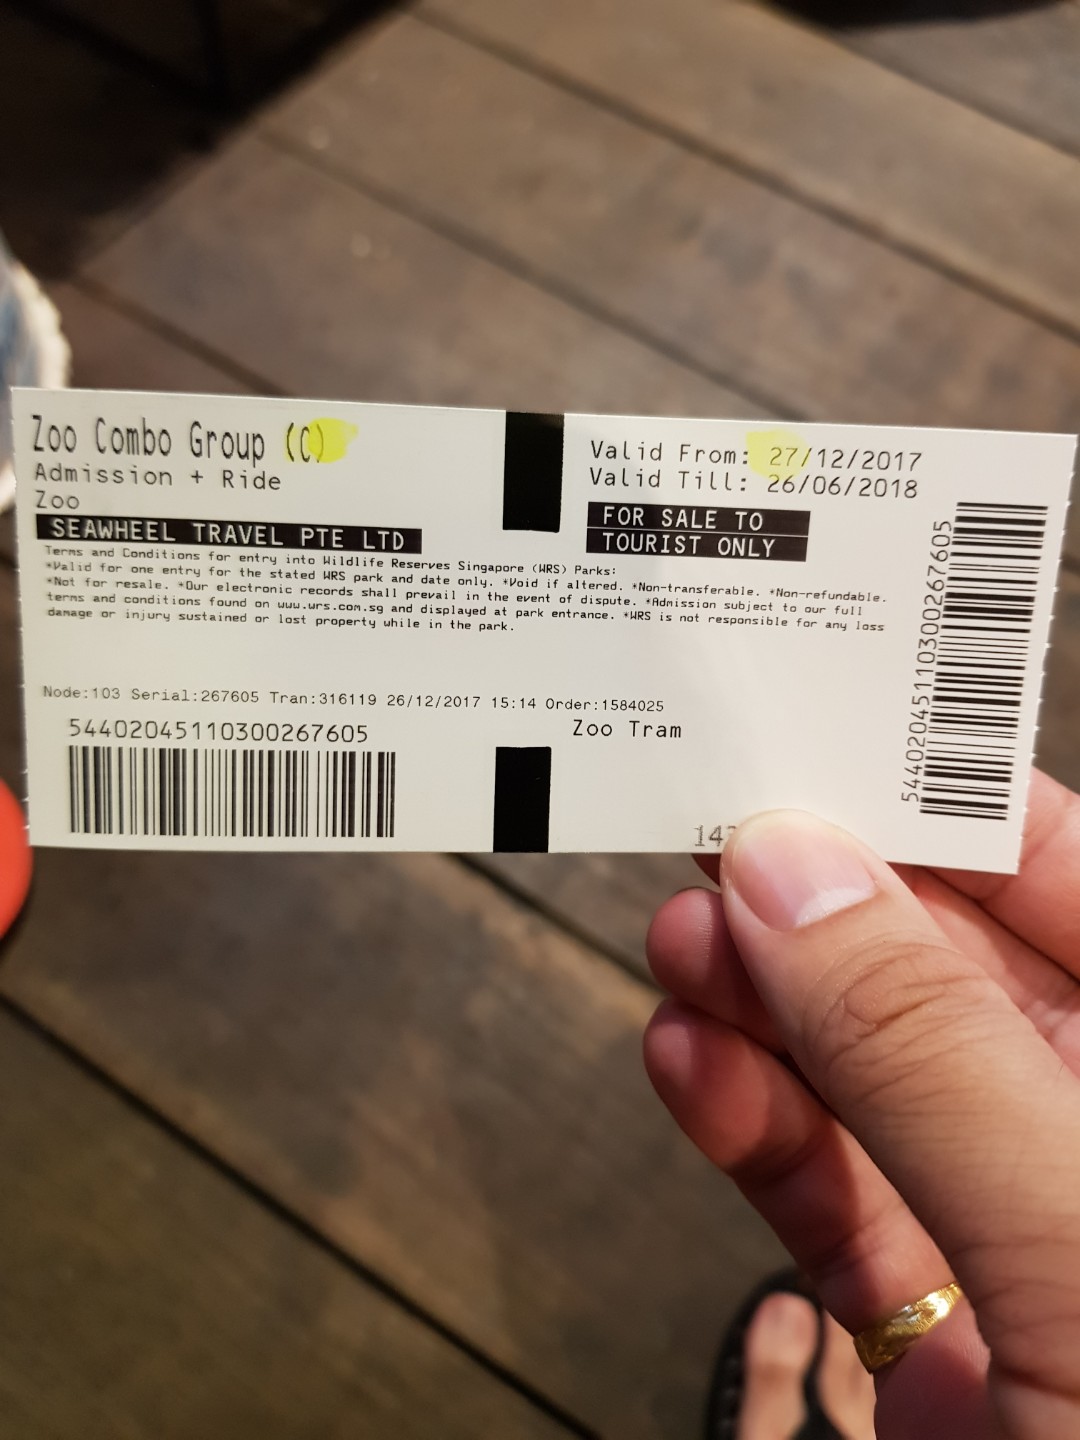 Zoo Combo Group (C)
Admission + Ride
Zoo
SEAWHEEL TRAVEL PTE LTD
Valid From: 27/12/2017
Valid Till: 26/06/2018
FOR SALE TO
TOURIST ONLY
Terms and Conditions for entry into Wildlife Reserves Singapore (WRS) Parks:
*Valid for one entry for the stated WRS park and date only. *Void if altered. *Non-transferable. *Non-refundable.
*Not for resale. *Our electronic records shall prevail in the event of dispute. *Admission subject to our full
terms and conditions found on www.wrs.com.sg and displayed at park entrance. *WRS is not responsible for any loss
damage or injury sustained or lost property while in the park.
Node:103 Serial:267605 Tran:316119 26/12/2017 15:14 Order:1584025
54402045110300267605
Zoo Tram
54402045110300267605